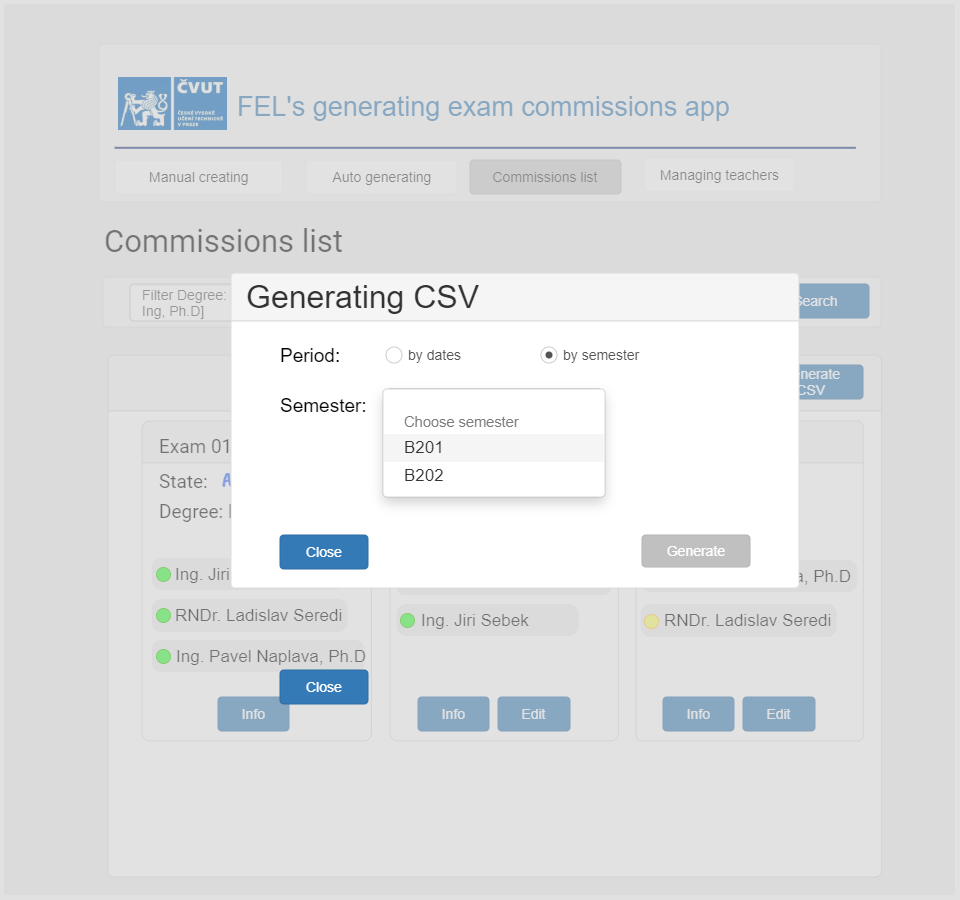 ČVUT
ČESKÉ VYSOKÉ
UČENÍ TECHNICKÉ
V PRAZE
FEL's generating exam commissions app
Manual creating
Auto generating
Commissions list
Managing teachers
Commissions list
Filter Degree:
Ing, Ph.D]
Search
Generating CSV
Period:
by dates
by semester
Semester:
Choose semester
B201
B202
Close
Generate
nerate
CSV
Exam 01
State: A
Degree:
Ing. Jiri
RNDr. Ladislav Seredi
Ing. Pavel Naplava, Ph.D
Close
Info
Ing. Jiri Sebek
Info
Edit
a, Ph.D
RNDr. Ladislav Seredi
Info
Edit